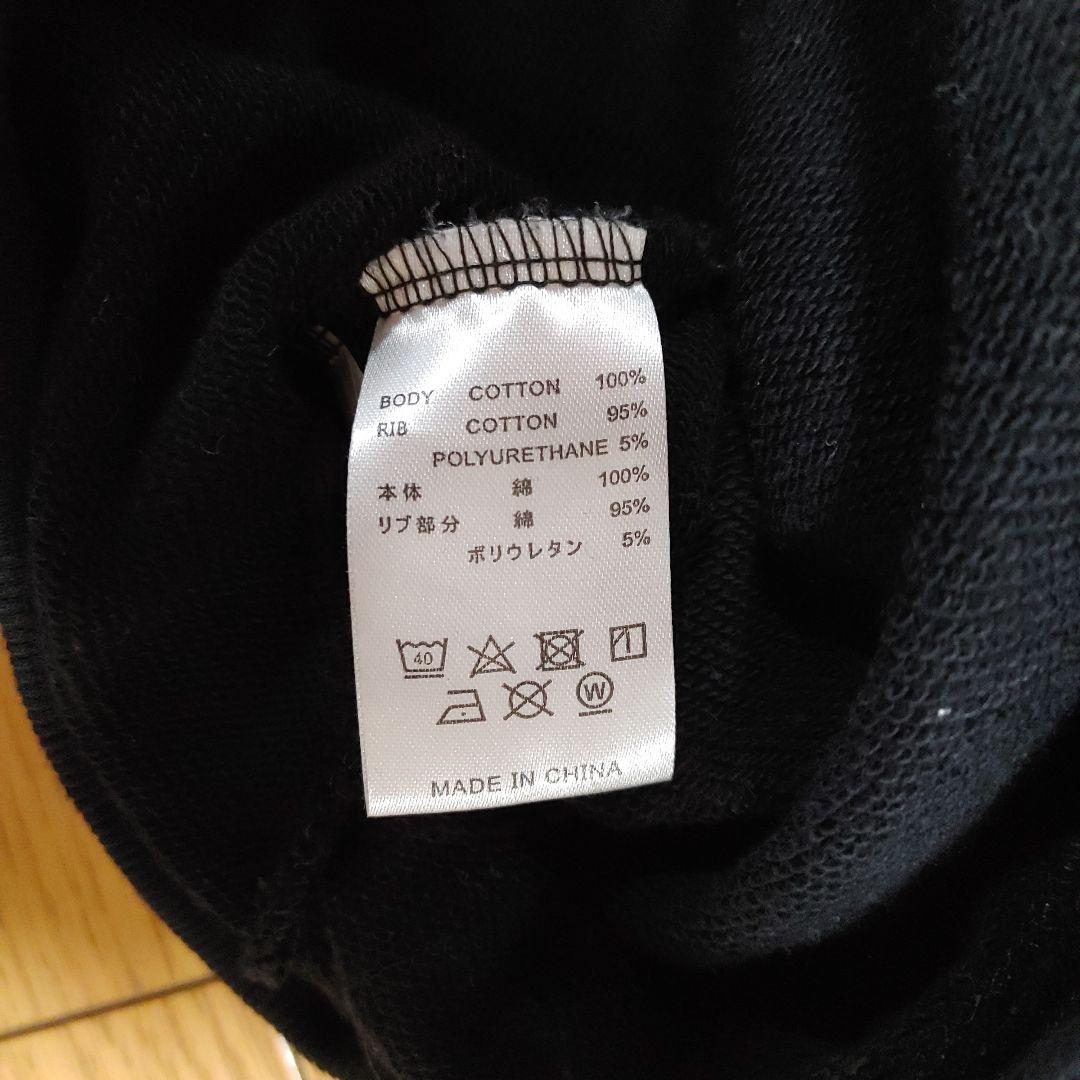 BODY COTTON 100%
RIB COTTON 95%
POLYURETHANE 5%
本体 綿 100%
リブ部分 綿 95%
ポリウレタン 5%
40
W
MADE IN CHINA